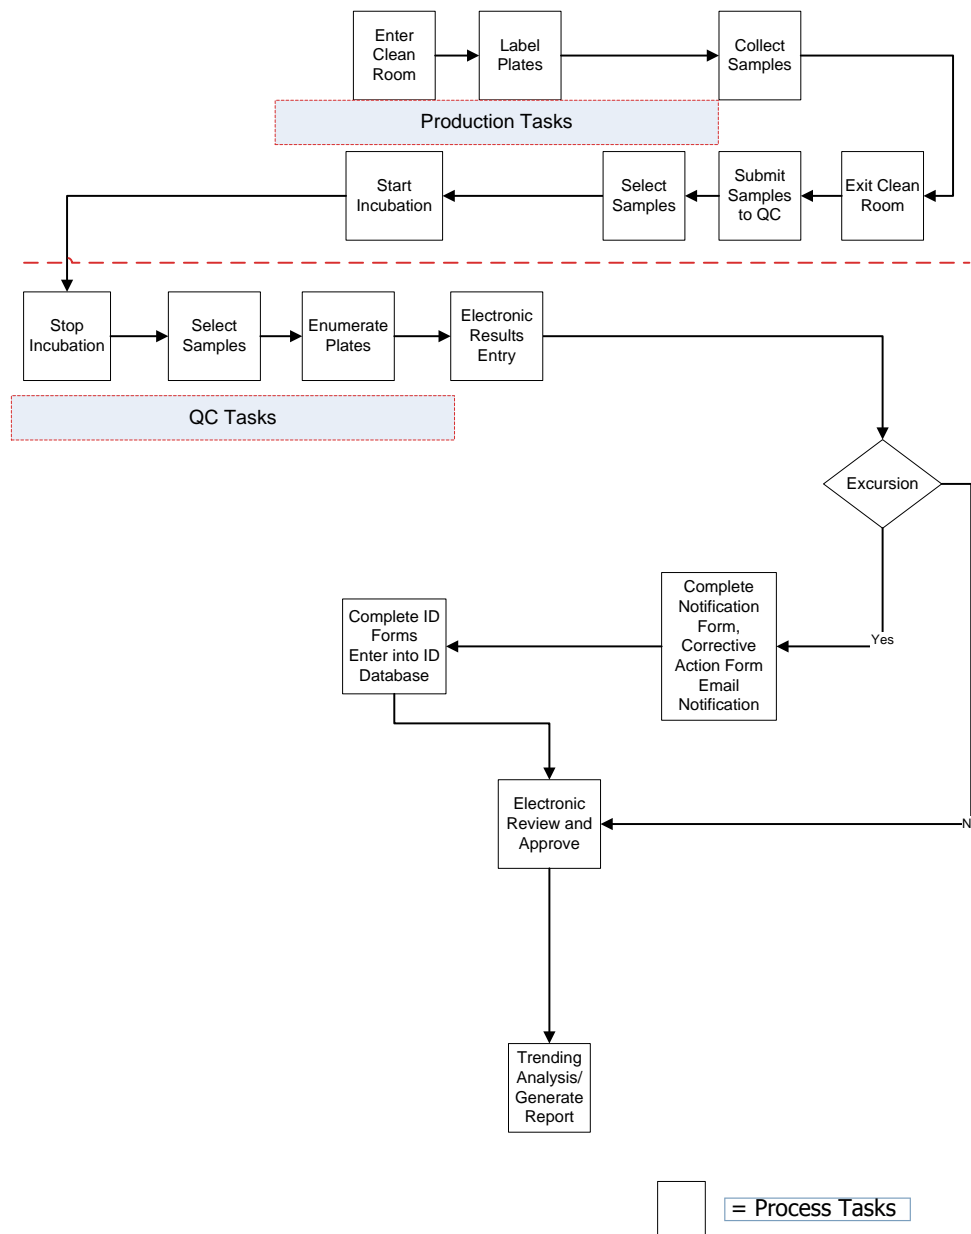 Enter
Clean
Room
Label
Plates
Collect
Samples
Production Tasks
Start
Incubation
Select
Samples
Submit
Samples
to QC
Exit Clean
Room
Stop
Incubation
Select
Samples
Enumerate
Plates
Electronic
Results
Entry
QC Tasks
Excursion
Yes
Complete
Notification
Form,
Corrective
Action Form
Email
Notification
Complete ID
Forms
Enter into ID
Database
Electronic
Review and
Approve
N
Trending
Analysis/
Generate
Report
= Process Tasks